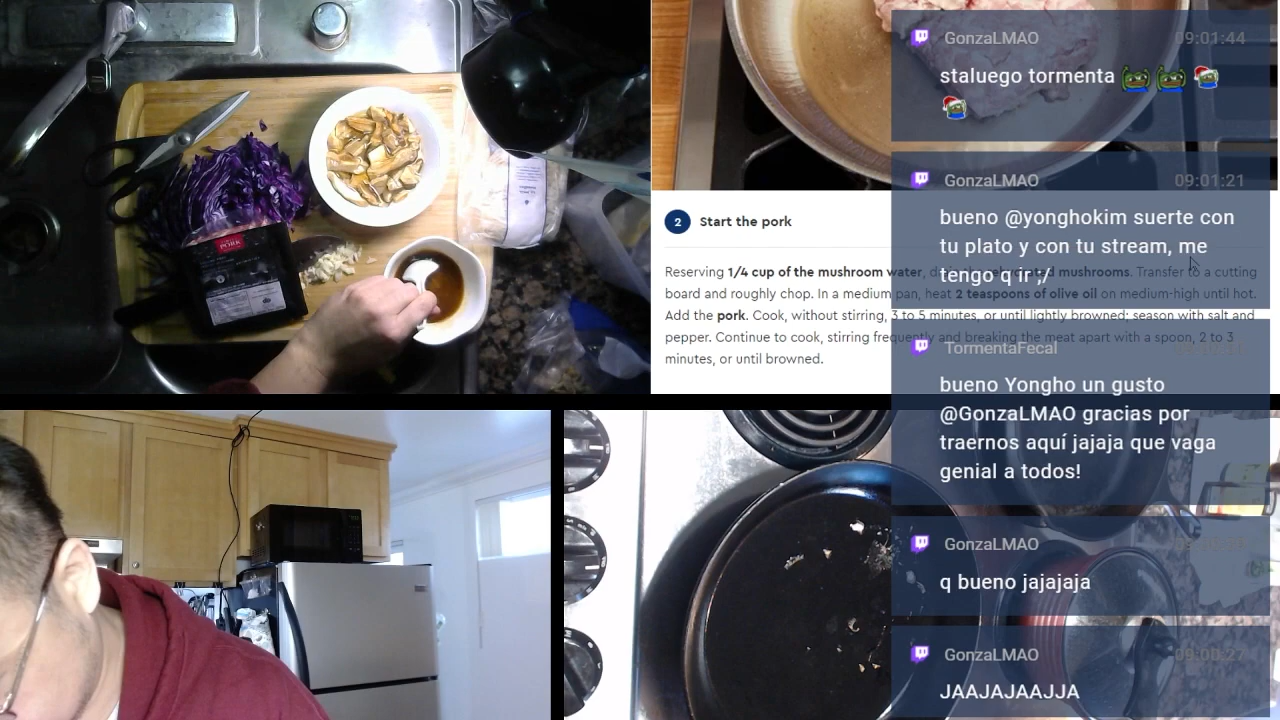 PORK
2 Start the pork
Reserving 1/4 cup of the mushroom water, d mushrooms. Transfer to a cutting
board and roughly chop. In a medium pan, heat 2 teaspoons of olive oil on medium-high until hot.
Add the pork. Cook, without stirring, 3 to 5 minutes, or until lightly browned; season with salt and
pepper. Continue to cook, stirring frequently and breaking the meat apart with a spoon, 2 to 3
minutes, or until browned.
GonzaLMAO 09:01:44
staluego tormenta
GonzaLMAO 09:01:21
bueno @yonghokim suerte con
tu plato y con tu stream, me
tengo q ir ;/
TormentaFecal
bueno Yongho un gusto
@GonzaLMAO gracias por
traernos aquí jajaja que vaga
genial a todos!
GonzaLMAO
q bueno jajajaja
GonzaLMAO 09:00:27
JAAJAJAAJJA